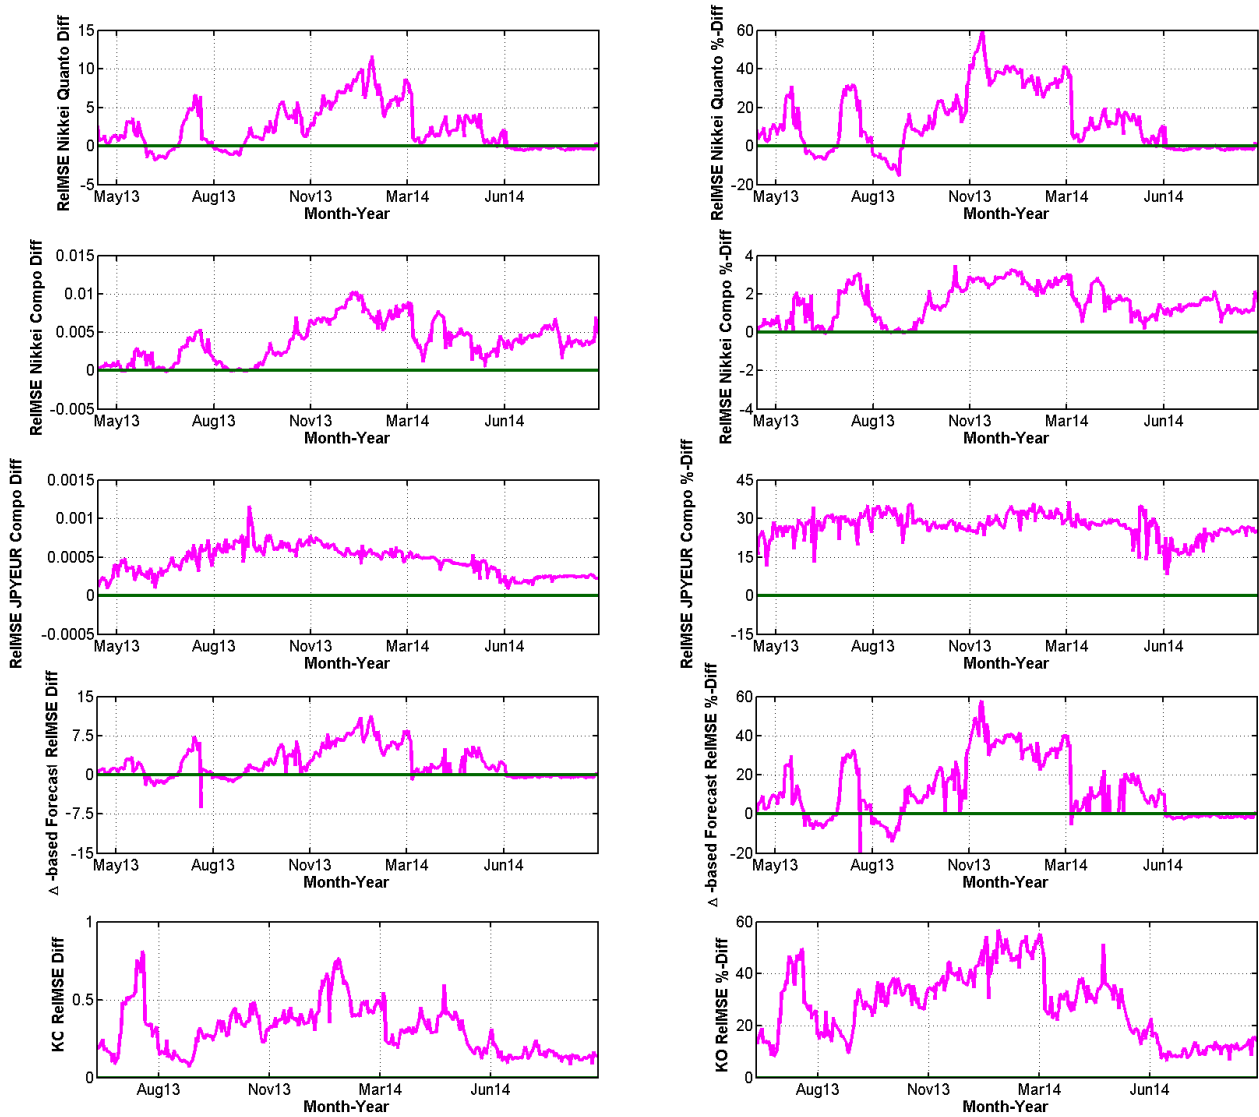 RelMSE Nikkei Quanto Diff
15
10
5
0
-5
May13 Aug13 Nov13 Mar14 Jun14
Month-Year
RelMSE Nikkei Quanto %-Diff
60
40
20
0
-20
May13 Aug13 Nov13 Mar14 Jun14
Month-Year
RelMSE Nikkei Compo Diff
0.015
0.01
0.005
0
-0.005
May13 Aug13 Nov13 Mar14 Jun14
Month-Year
RelMSE Nikkei Compo %-Diff
4
2
0
-2
-4
May13 Aug13 Nov13 Mar14 Jun14
Month-Year
RelMSE JPYEUR Compo Diff
0.0015
0.001
0.0005
0
-0.0005
May13 Aug13 Nov13 Mar14 Jun14
Month-Year
RelMSE JPYEUR Compo %-Diff
45
30
15
0
-15
May13 Aug13 Nov13 Mar14 Jun14
Month-Year
Δ -based Forecast RelMSE Diff
15
7.5
0
-7.5
-15
May13 Aug13 Nov13 Mar14 Jun14
Month-Year
Δ -based Forecast RelMSE %-Diff
60
40
20
0
-20
May13 Aug13 Nov13 Mar14 Jun14
Month-Year
KC RelMSE Diff
1
0.5
0
Aug13 Nov13 Mar14 Jun14
Month-Year
KO RelMSE %-Diff
60
40
20
0
Aug13 Nov13 Mar14 Jun14
Month-Year